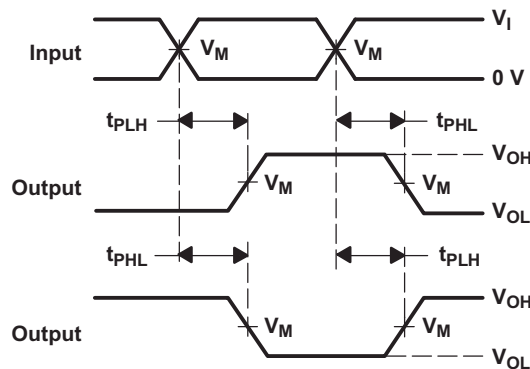 V_I
Input V_M V_M
0 V
t_PLH t_PHL
V_OH
Output V_M V_M
V_OL
t_PHL t_PLH
V_OH
Output V_M V_M
V_OL